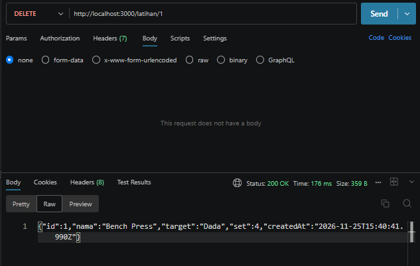 DELETE http://localhost:3000/latihan/1 Send
Params Authorization Headers (7) Body Scripts Settings Code Cookies
none form-data x-www-form-urlencoded raw binary GraphQL
This request does not have a body
Body Cookies Headers (8) Test Results Status: 200 OK Time: 176 ms Size: 359 B
Pretty Raw Preview
1 {"id":1,"nama":"Bench Press","target":"Dada","set":4,"createdAt":"2026-11-25T15:40:41.
990Z"}